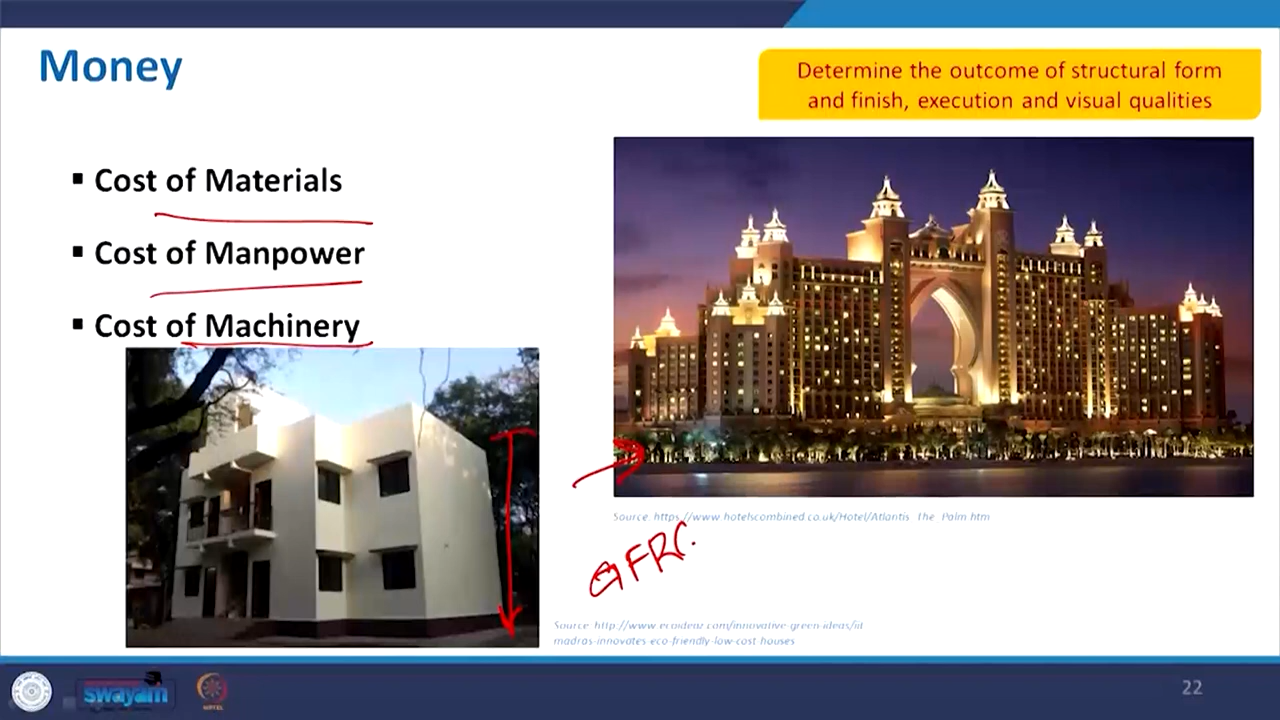 Money
Determine the outcome of structural form
and finish, execution and visual qualities
▪ Cost of Materials
▪ Cost of Manpower
▪ Cost of Machinery
Source: https://www.hotelscombined.co.uk/Hotel/Atlantis_The_Palm.htm
GFRC.
Source: http://www.ecoideaz.com/innovative-green-ideas/iit
madras-innovates-eco-friendly-low-cost houses
swayam
22